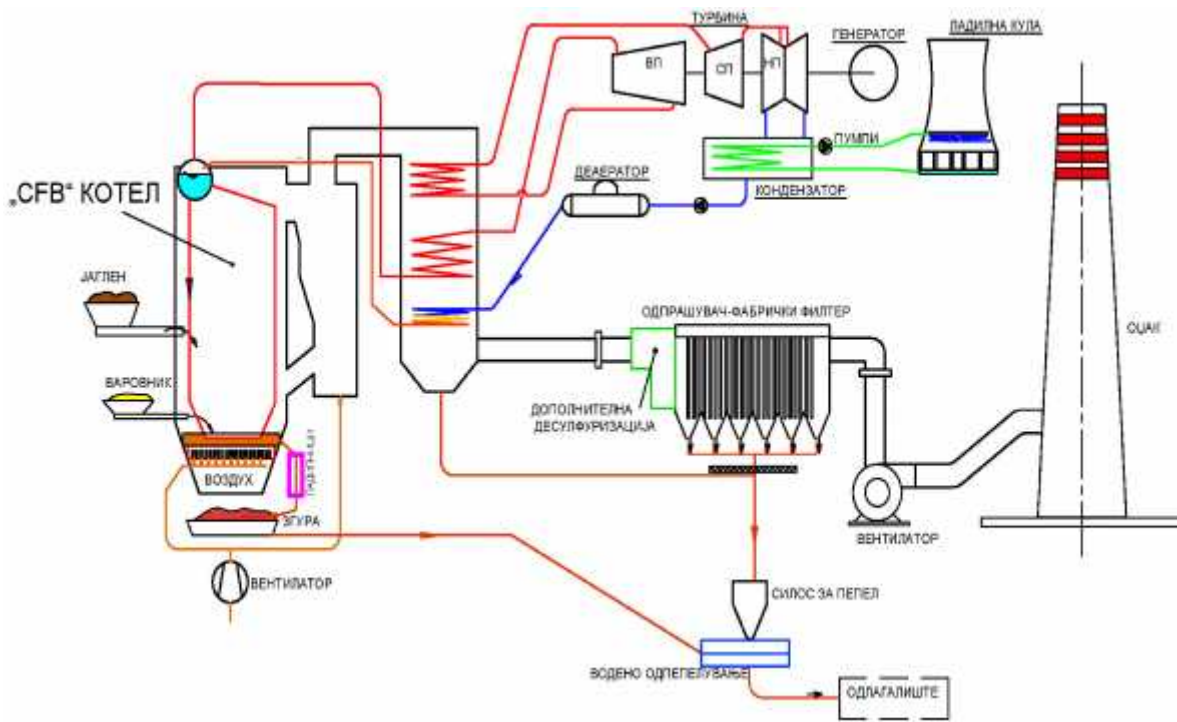 ТУРБИНА
ГЕНЕРАТОР
ЛАДИЛНА КУЛА
ВП
СП
НП
ПУМПИ
ДЕАЕРАТОР
КОНДЕНЗАТОР
„CFB“ КОТЕЛ
ЈАГЛЕН
ОДПРАШУВАЧ-ФАБРИЧКИ ФИЛТЕР
ОЏАК
ВАРОВНИК
ДОПОЛНИТЕЛНА
ДЕСУЛФУРИЗАЦИЈА
ВОЗДУХ
ЗГУРА
ВЕНТИЛАТОР
ВЕНТИЛАТОР
СИЛОС ЗА ПЕПЕЛ
ВОДЕНО ОДПЕПЕЛУВАЊЕ
ОДЛАГАЛИШТЕ